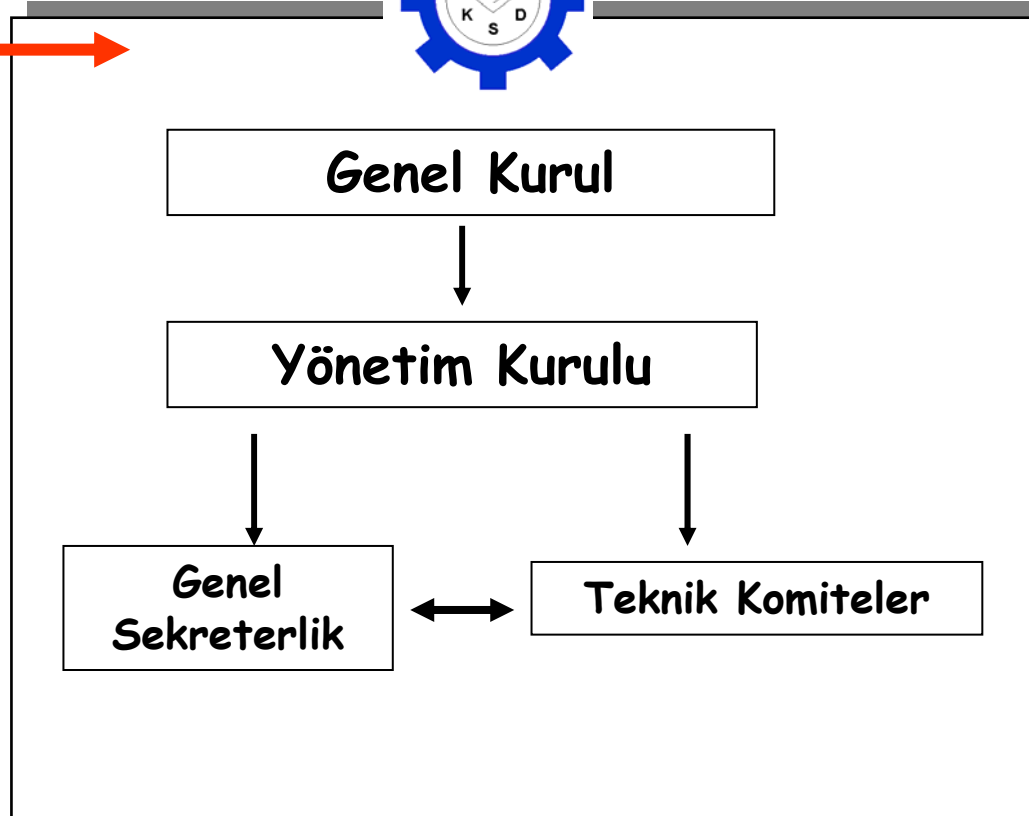 K S D
Genel Kurul
Yönetim Kurulu
Genel
Sekreterlik
Teknik Komiteler